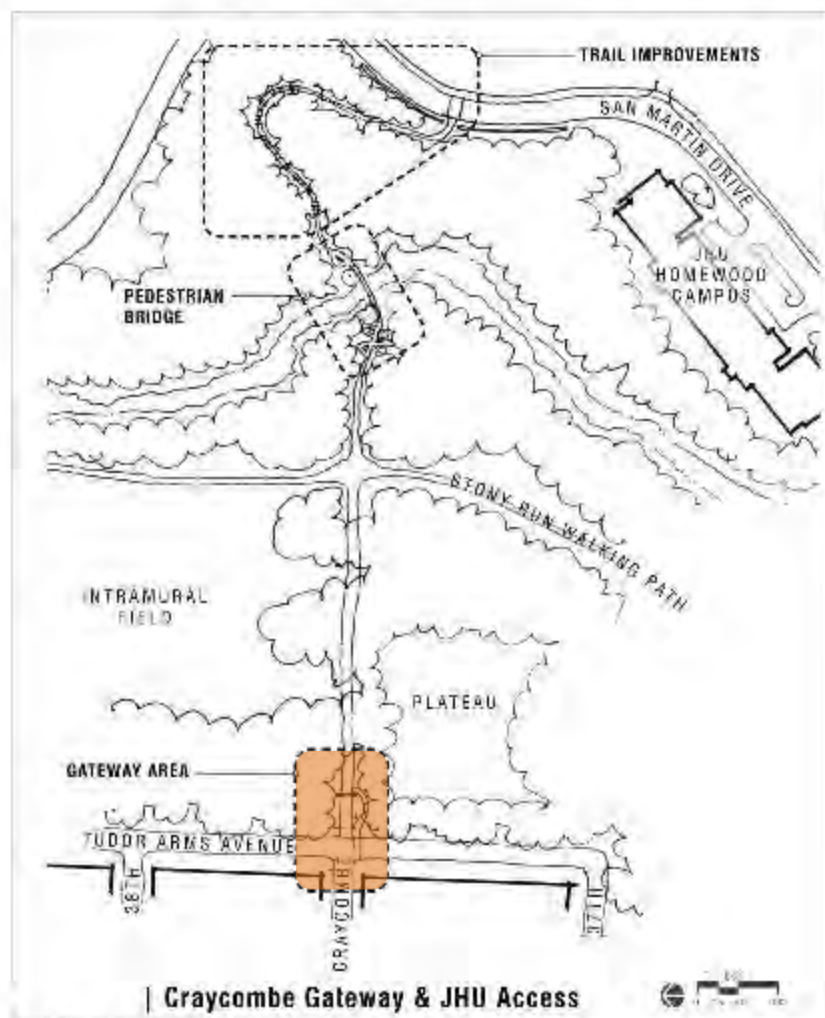 TRAIL IMPROVEMENTS
SAN MARTIN DRIVE
JHU
HOMEWOOD
CAMPUS
PEDESTRIAN
BRIDGE
STONY RUN WALKING PATH
INTRAMURAL
FIELD
PLATEAU
GATEWAY AREA
TUDOR ARMS AVENUE
38TH
CRAYCOMBE
37TH
| Craycombe Gateway & JHU Access